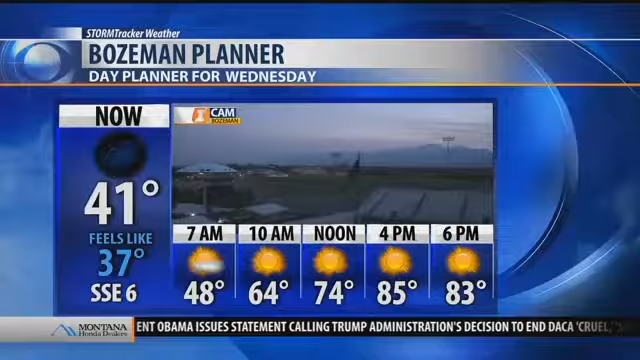 STORMTracker Weather
BOZEMAN PLANNER
DAY PLANNER FOR WEDNESDAY
NOW
41°
FEELS LIKE
37°
SSE 6
CAM
BOZEMAN
7 AM
10 AM
NOON
4 PM
6 PM
48°
64°
74°
85°
83°
MONTANA
Honda Dealers
ENT OBAMA ISSUES STATEMENT CALLING TRUMP ADMINISTRATION'S DECISION TO END DACA 'CRUEL,'